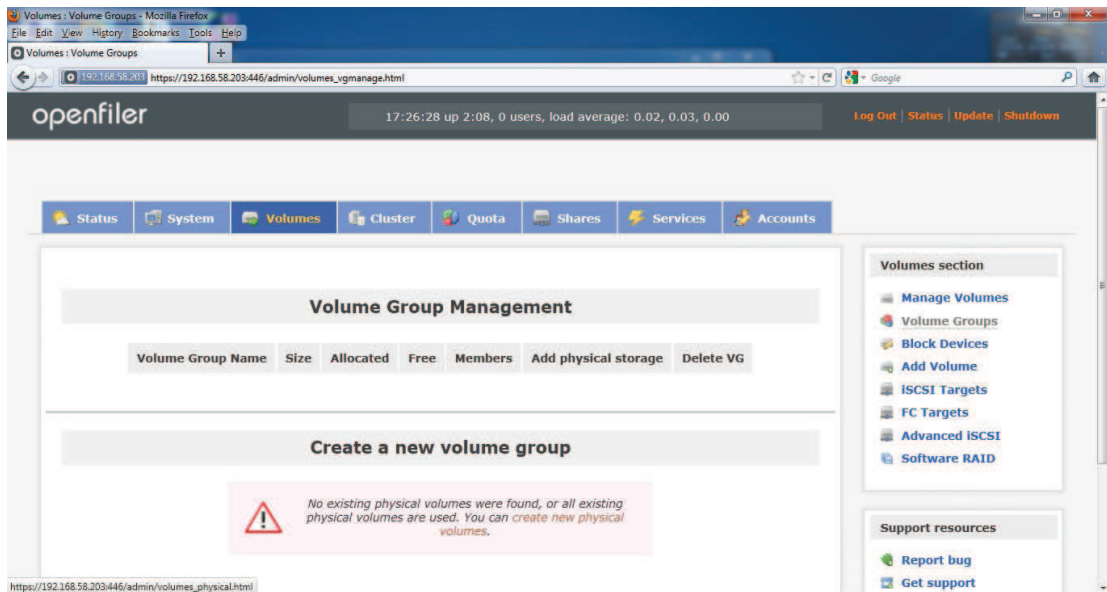 Volumes : Volume Groups - Mozilla Firefox
File Edit View History Bookmarks Tools Help
Volumes : Volume Groups +
192.168.58.203 https://192.168.58.203:446/admin/volumes_vgmanage.html
Google
openfiler
17:26:28 up 2:08, 0 users, load average: 0.02, 0.03, 0.00
Log Out | Status | Update | Shutdown
Status System Volumes Cluster Quota Shares Services Accounts
Volume Group Management
Volume Group Name Size Allocated Free Members Add physical storage Delete VG
Create a new volume group
No existing physical volumes were found, or all existing
physical volumes are used. You can create new physical
volumes.
Volumes section
Manage Volumes
Volume Groups
Block Devices
Add Volume
iSCSI Targets
FC Targets
Advanced iSCSI
Software RAID
Support resources
Report bug
Get support
https://192.168.58.203:446/admin/volumes_physical.html